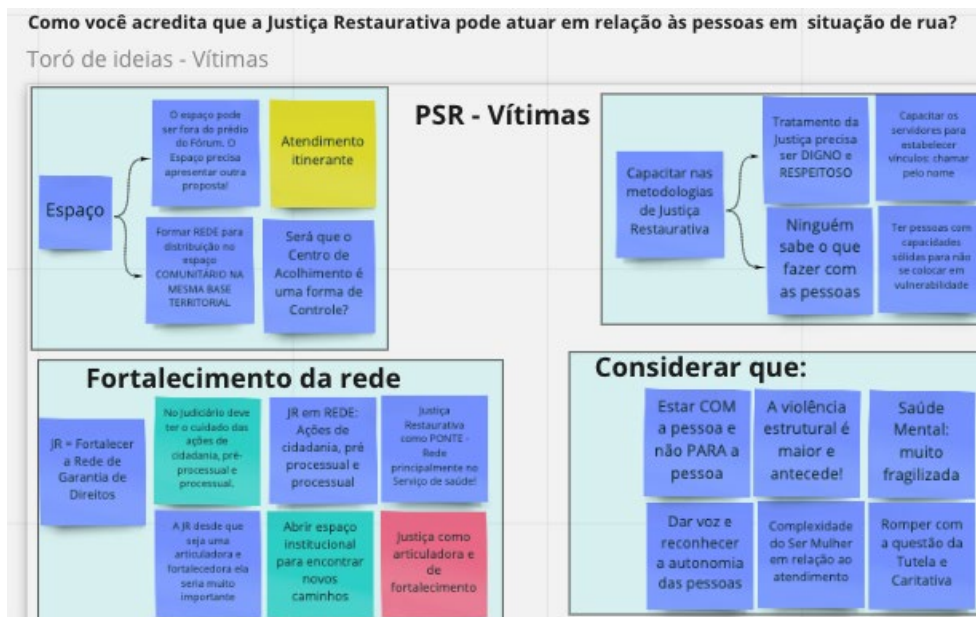 Como você acredita que a Justiça Restaurativa pode atuar em relação às pessoas em situação de rua?
Toró de ideias - Vítimas
PSR - Vítimas
Espaço
O espaço pode
ser fora do prédio
do Fórum. O
Espaço precisa
apresentar outra
proposta!
Atendimento
itinerante
Formar REDE para
distribuição no
espaço
COMUNITÁRIO NA
MESMA BASE
TERRITORIAL
Será que o
Centro de
Acolhimento é
uma forma de
Controle?
Capacitar nas
metodologias
de Justiça
Restaurativa
Tratamento da
Justiça precisa
ser DIGNO e
RESPEITOSO
Capacitar os
servidores para
estabelecer
vínculos: chamar
pelo nome
Ninguém
sabe o que
fazer com
as pessoas
Ter pessoas com
capacidades
sólidas para não
se colocar em
vulnerabilidade
Fortalecimento da rede
JR = Fortalecer
a Rede de
Garantia de
Direitos
No Judiciário deve
ter o cuidado das
ações de
cidadania, pré-
processual e
processual.
JR em REDE:
Ações de
cidadania, pré
processual e
processual
Justiça
Restaurativa
como PONTE -
Rede
principalmente no
Serviço de saúde!
A JR desde que
seja uma
articuladora e
fortalecedora ela
seria muito
importante
Abrir espaço
institucional
para encontrar
novos
caminhos
Justiça como
articuladora e
de
fortalecimento
Considerar que:
Estar COM
a pessoa e
não PARA a
pessoa
A violência
estrutural é
maior e
antecede!
Saúde
Mental:
muito
fragilizada
Dar voz e
reconhecer
a autonomia
das pessoas
Complexidade
do Ser Mulher
em relação ao
atendimento
Romper com
a questão da
Tutela e
Caritativa